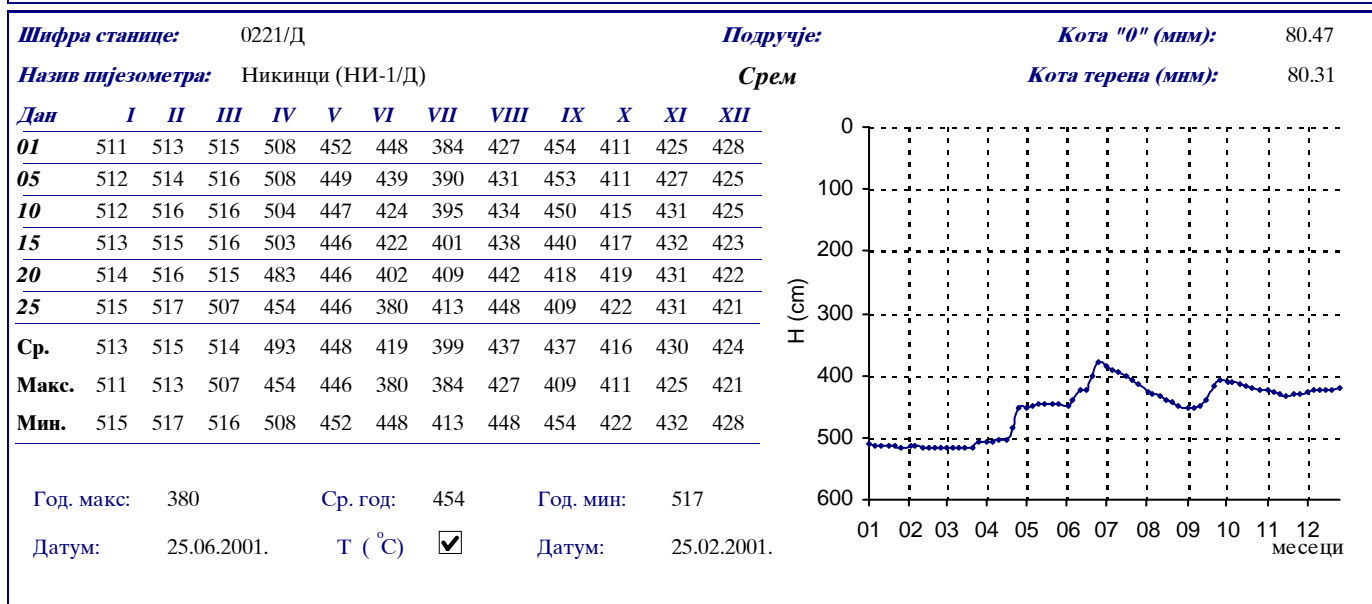 Шифра станице: 0221/Д Подручје: Кота "0" (мнм): 80.47
Назив пијезометра: Никинци (НИ-1/Д) Срем Кота терена (мнм): 80.31
Дан I II III IV V VI VII VIII IX X XI XII
01 511 513 515 508 452 448 384 427 454 411 425 428
05 512 514 516 508 449 439 390 431 453 411 427 425
10 512 516 516 504 447 424 395 434 450 415 431 425
15 513 515 516 503 446 422 401 438 440 417 432 423
20 514 516 515 483 446 402 409 442 418 419 431 422
25 515 517 507 454 446 380 413 448 409 422 431 421
Ср. 513 515 514 493 448 419 399 437 437 416 430 424
Макс. 511 513 507 454 446 380 384 427 409 411 425 421
Мин. 515 517 516 508 452 448 413 448 454 422 432 428
Год. макс: 380 Ср. год: 454 Год. мин: 517
Датум: 25.06.2001. Т ( °C) Датум: 25.02.2001.
0
100
200
300
400
500
600
H (cm)
01 02 03 04 05 06 07 08 09 10 11 12
месеци